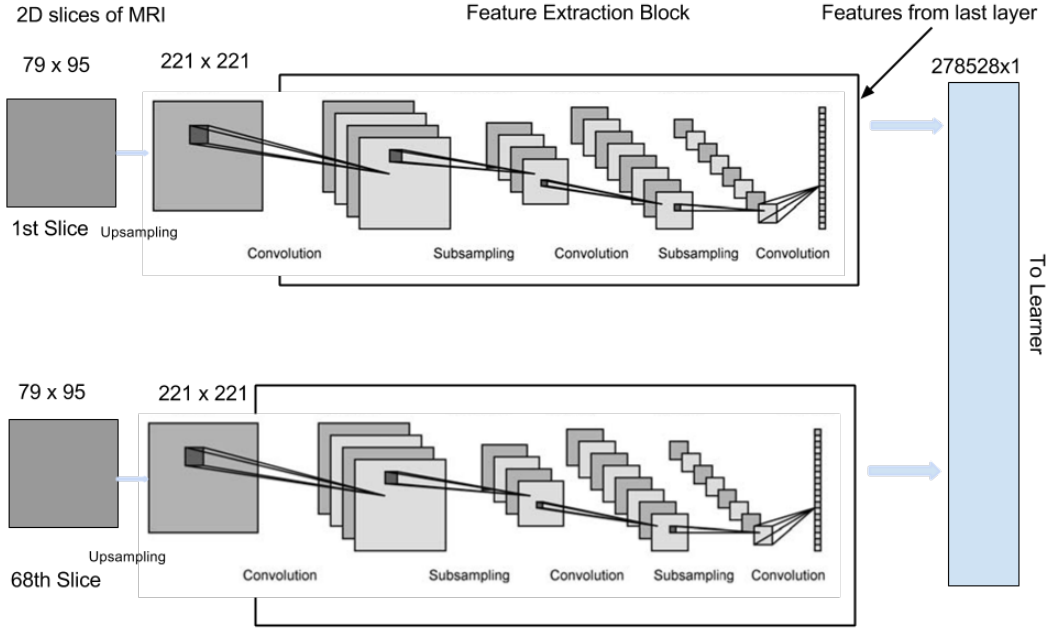 2D slices of MRI
Feature Extraction Block
Features from last layer
79 x 95
221 x 221
278528x1
1st Slice
Upsampling
Convolution
Subsampling
Convolution
Subsampling
Convolution
To Learner
79 x 95
221 x 221
Upsampling
68th Slice
Convolution
Subsampling
Convolution
Subsampling
Convolution